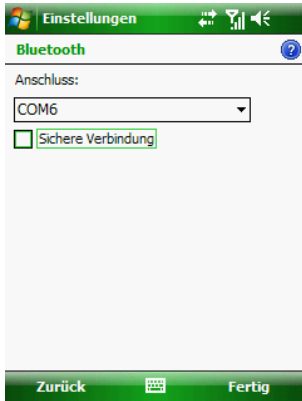 Einstellungen
Bluetooth
?
Anschluss:
COM6
Sichere Verbindung
Zurück Fertig